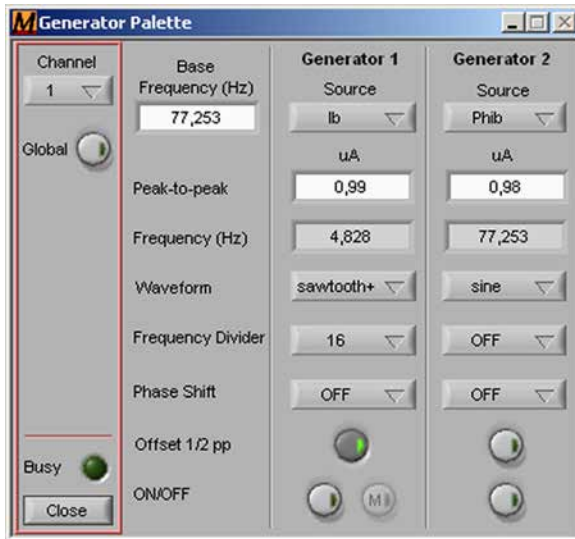 M Generator Palette
Channel
1
Global
Busy
Close
Base
Frequency (Hz)
77,253
Generator 1
Generator 2
Source
Source
Ib
Phib
uA
uA
Peak-to-peak
0,99
0,98
Frequency (Hz)
4,828
77,253
Waveform
sawtooth+
sine
Frequency Divider
16
OFF
Phase Shift
OFF
OFF
Offset 1/2 pp
ON/OFF
M